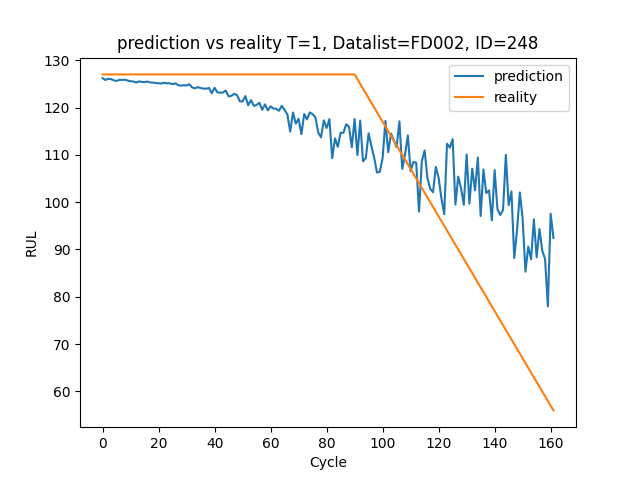 prediction vs reality T=1, Datalist=FD002, ID=248
130
120
110
100
90
80
70
60
RUL
prediction
reality
0 20 40 60 80 100 120 140 160
Cycle